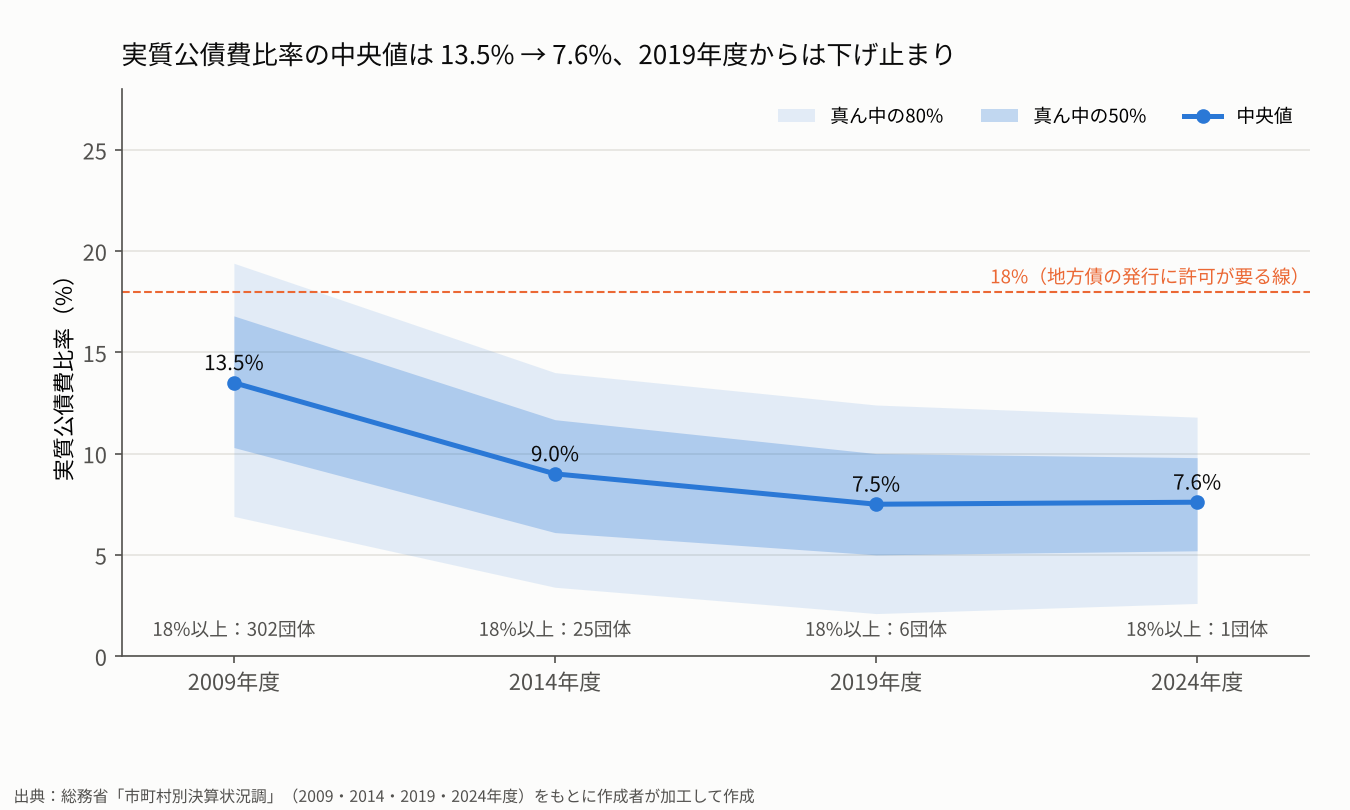 実質公債費比率の中央値は 13.5% → 7.6%、2019年度からは下げ止まり
真ん中の80%
真ん中の50%
中央値
25
20
15
10
5
0
実質公債費比率（%）
18%（地方債の発行に許可が要る線）
13.5%
9.0%
7.5%
7.6%
18%以上：302団体
18%以上：25団体
18%以上：6団体
18%以上：1団体
2009年度
2014年度
2019年度
2024年度
出典：総務省「市町村別決算状況調」（2009・2014・2019・2024年度）をもとに作成者が加工して作成